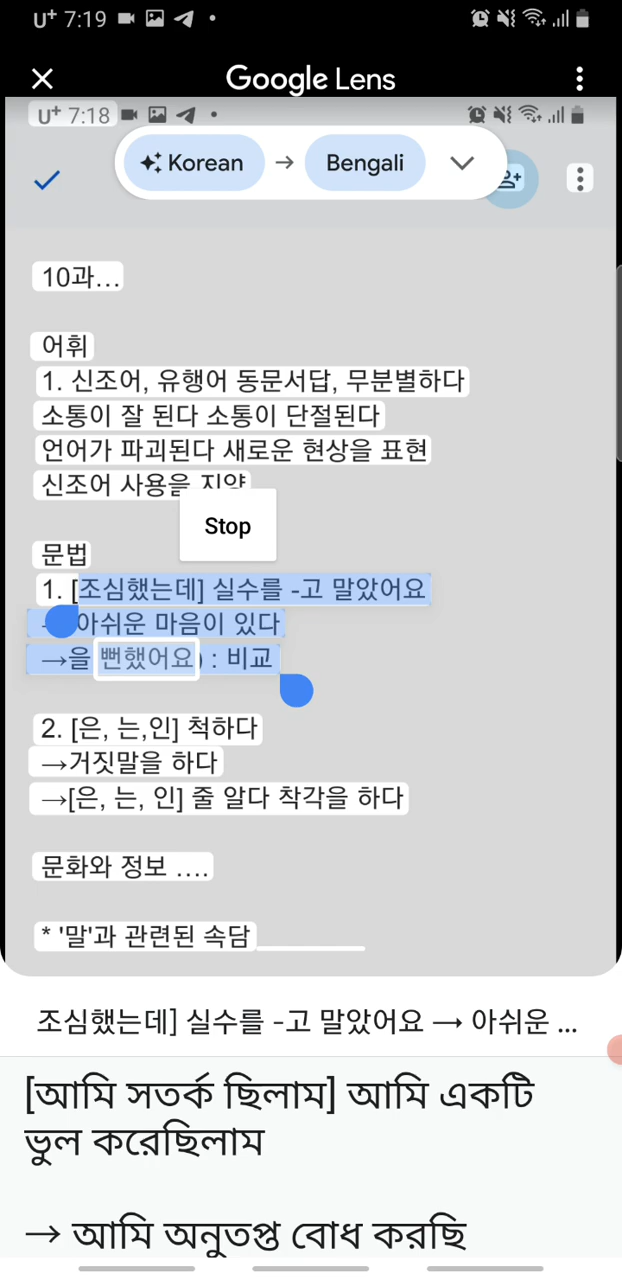 U+ 7:19
Google Lens
U+ 7:18
Korean → Bengali
10과...
어휘
1. 신조어, 유행어 동문서답, 무분별하다
소통이 잘 된다 소통이 단절된다
언어가 파괴된다 새로운 현상을 표현
신조어 사용을 지양
Stop
문법
1. [조심했는데] 실수를 -고 말았어요
아쉬운 마음이 있다
→을 뻔했어요) : 비교
2. [은, 는,인] 척하다
→거짓말을 하다
→[은, 는, 인] 줄 알다 착각을 하다
문화와 정보 ....
* '말'과 관련된 속담
조심했는데] 실수를 -고 말았어요 → 아쉬운 ...
[আমি সতর্ক ছিলাম] আমি একটি
ভুল করেছিলাম
→ আমি অনুতপ্ত বোধ করছি